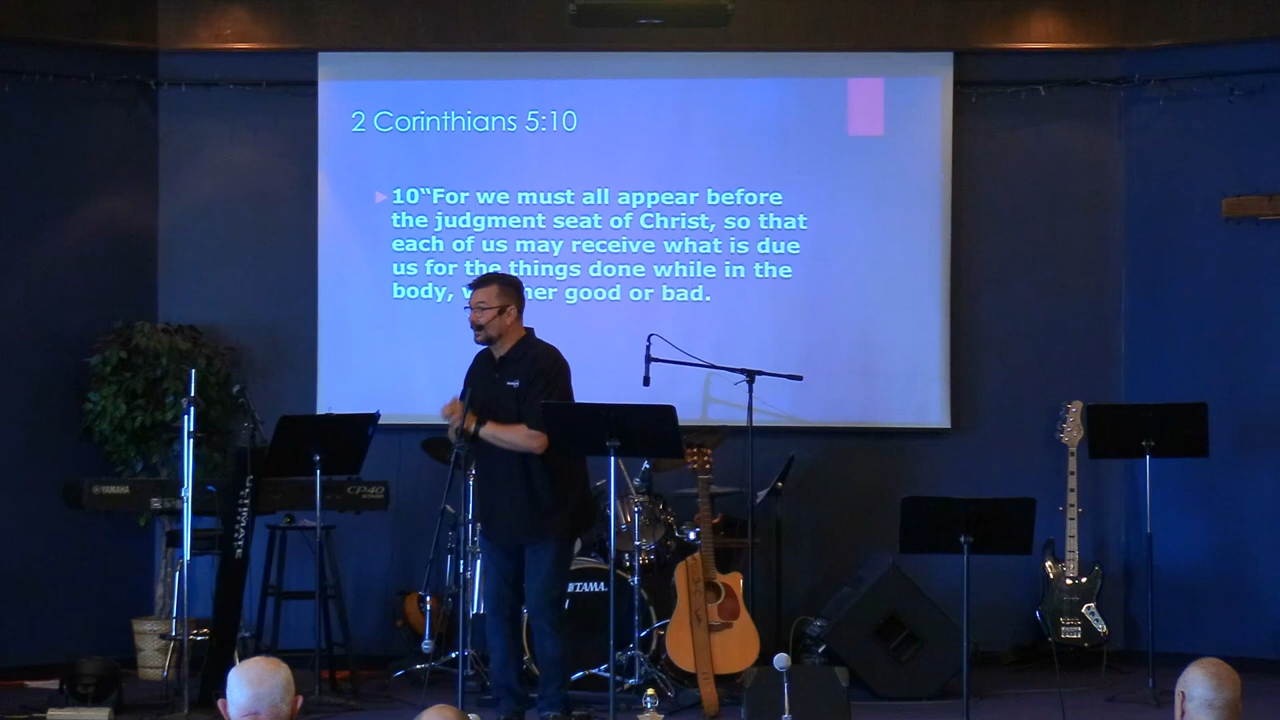 2 Corinthians 5:10
10“For we must all appear before
the judgment seat of Christ, so that
each of us may receive what is due
us for the things done while in the
body, w her good or bad.
YAMAHA
CP40
STAGE
TAMA